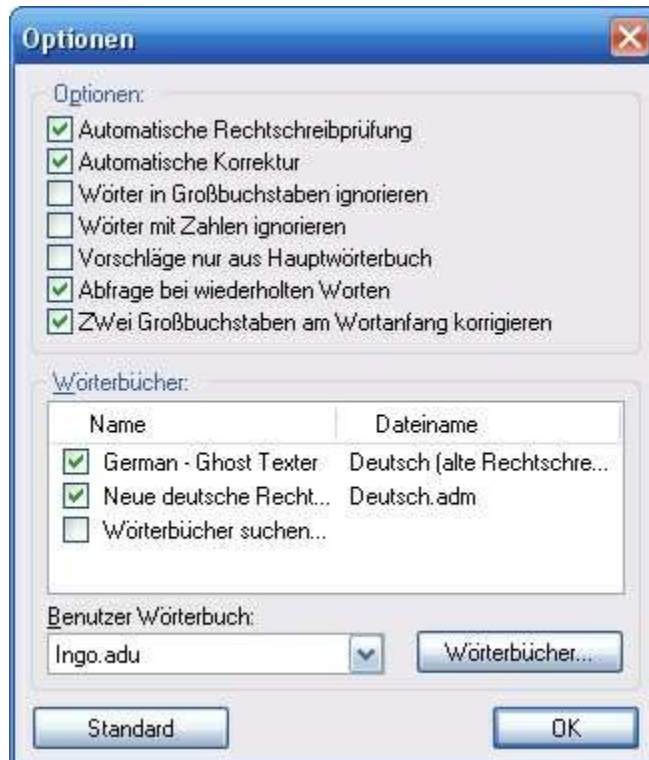 Optionen
Optionen:
Automatische Rechtschreibprüfung
Automatische Korrektur
Wörter in Großbuchstaben ignorieren
Wörter mit Zahlen ignorieren
Vorschläge nur aus Hauptwörterbuch
Abfrage bei wiederholten Worten
ZWei Großbuchstaben am Wortanfang korrigieren
Wörterbücher:
Name Dateiname
German - Ghost Texter Deutsch (alte Rechtschre...
Neue deutsche Recht... Deutsch.adm
Wörterbücher suchen...
Benutzer Wörterbuch:
Ingo.adu Wörterbücher...
Standard OK